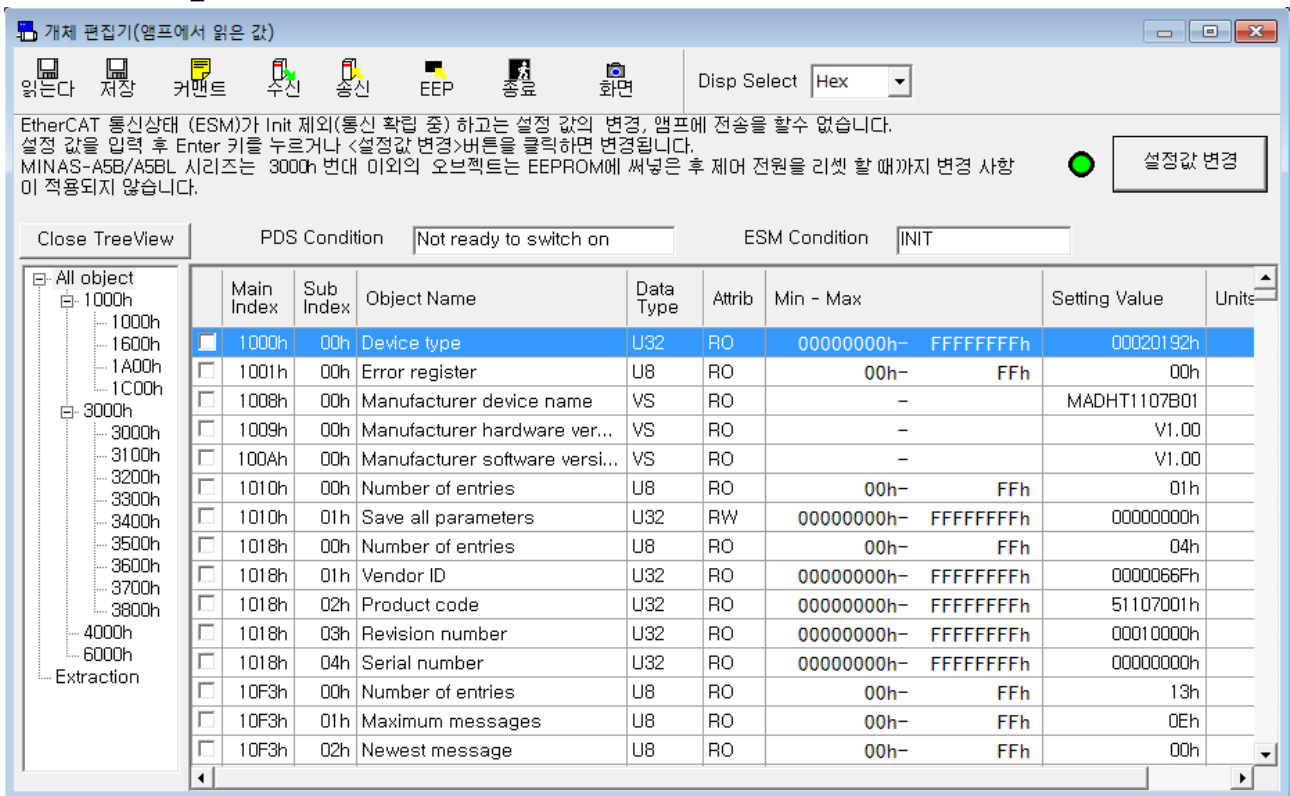 개체 편집기(앰프에서 읽은 값)
읽는다 저장 커맨트 수신 송신 EEP 종료 화면 Disp Select Hex
EtherCAT 통신상태 (ESM)가 Init 제외(통신 확립 중) 하고는 설정 값의 변경, 앰프에 전송을 할수 없습니다.
설정 값을 입력 후 Enter 키를 누르거나 <설정값 변경>버튼을 클릭하면 변경됩니다.
MINAS-A5B/A5BL 시리즈는 3000h 번대 이외의 오브젝트는 EEPROM에 써넣은 후 제어 전원을 리셋 할 때까지 변경 사항
이 적용되지 않습니다.
설정값 변경
Close TreeView PDS Condition Not ready to switch on ESM Condition INIT
All object
1000h
1000h
1600h
1A00h
1C00h
3000h
3000h
3100h
3200h
3300h
3400h
3500h
3600h
3700h
3800h
4000h
6000h
Extraction
Main Index Sub Index Object Name Data Type Attrib Min - Max Setting Value Units
1000h 00h Device type U32 RO 00000000h- FFFFFFFFh 00020192h
1001h 00h Error register U8 RO 00h- FFh 00h
1008h 00h Manufacturer device name VS RO - MADHT1107B01
1009h 00h Manufacturer hardware ver... VS RO - V1.00
100Ah 00h Manufacturer software versi... VS RO - V1.00
1010h 00h Number of entries U8 RO 00h- FFh 01h
1010h 01h Save all parameters U32 RW 00000000h- FFFFFFFFh 00000000h
1018h 00h Number of entries U8 RO 00h- FFh 04h
1018h 01h Vendor ID U32 RO 00000000h- FFFFFFFFh 0000066Fh
1018h 02h Product code U32 RO 00000000h- FFFFFFFFh 51107001h
1018h 03h Revision number U32 RO 00000000h- FFFFFFFFh 00010000h
1018h 04h Serial number U32 RO 00000000h- FFFFFFFFh 00000000h
10F3h 00h Number of entries U8 RO 00h- FFh 13h
10F3h 01h Maximum messages U8 RO 00h- FFh 0Eh
10F3h 02h Newest message U8 RO 00h- FFh 00h